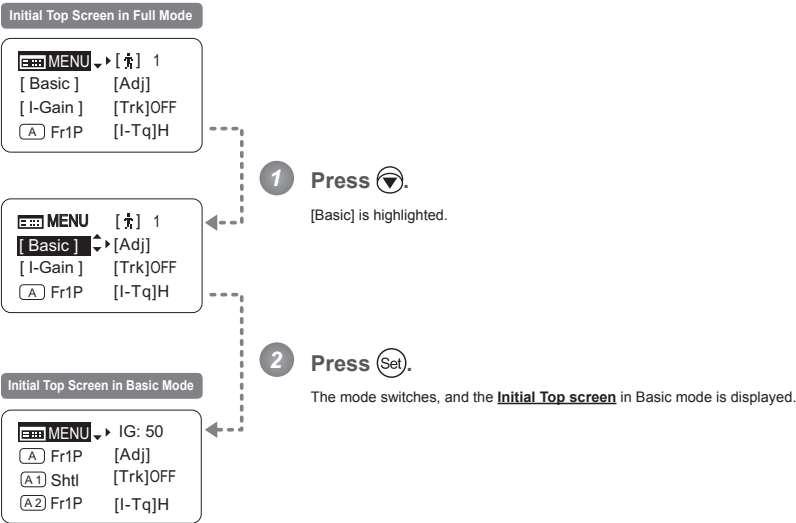 Initial Top Screen in Full Mode
MENU [ ] 1
[ Basic ] [Adj]
[ I-Gain ] [Trk]OFF
A Fr1P [I-Tq]H
1 Press .
[Basic] is highlighted.
MENU [ ] 1
[ Basic ] [Adj]
[ I-Gain ] [Trk]OFF
A Fr1P [I-Tq]H
2 Press Set.
The mode switches, and the Initial Top screen in Basic mode is displayed.
Initial Top Screen in Basic Mode
MENU IG: 50
A Fr1P [Adj]
A1 Shtl [Trk]OFF
A2 Fr1P [I-Tq]H